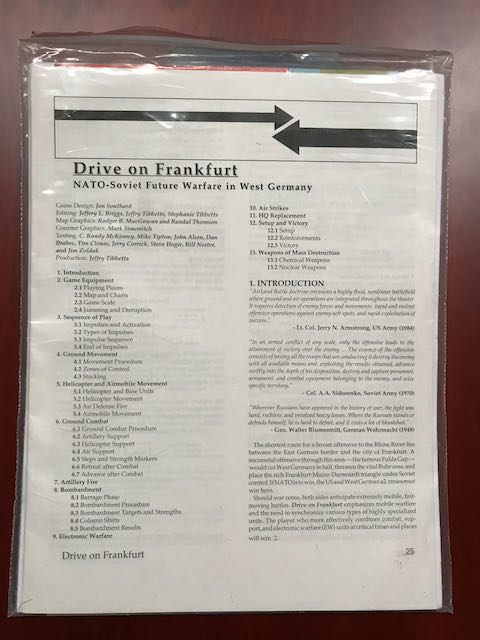 Drive on Frankfurt
NATO-Soviet Future Warfare in West Germany
Game Design: Jon Southard
Editing: Jeffery L. Briggs, Jeffry Tibbetts, Stephanie Tibbetts
Map Graphics: Rodger B. MacGowan and Randal Thomson
Counter Graphics: Mark Simonitch
Testing: C. Randy McKinney, Mike Tipton, John Alsen, Dan
Brabec, Tim Clouse, Jerry Corrick, Steve Hogie, Bill Nester,
and Jim Zoldak
Production: Jeffry Tibbetts
1. Introduction
2. Game Equipment
2.1 Playing Pieces
2.2 Map and Charts
2.3 Game Scale
2.4 Jamming and Disruption
3. Sequence of Play
3.1 Impulses and Activation
3.2 Types of Impulses
3.3 Impulse Sequence
3.4 End of Impulses
4. Ground Movement
4.1 Movement Procedure
4.2 Zones of Control
4.3 Stacking
5. Helicopter and Airmobile Movement
5.1 Helicopter and Base Units
5.2 Helicopter Movement
5.3 Air Defense Fire
5.4 Airmobile Movement
6. Ground Combat
6.1 Ground Combat Procedure
6.2 Artillery Support
6.3 Helicopter Support
6.4 Air Support
6.5 Steps and Strength Markers
6.6 Retreat after Combat
6.7 Advance after Combat
7. Artillery Fire
8. Bombardment
8.1 Barrage Phase
8.2 Bombardment Procedure
8.3 Bombardment Targets and Strengths
8.4 Column Shifts
8.5 Bombardment Results
9. Electronic Warfare
10. Air Strikes
11. HQ Replacement
12. Setup and Victory
12.1 Setup
12.2 Reinforcements
12.3 Victory
13. Weapons of Mass Destruction
13.1 Chemical Weapons
13.2 Nuclear Weapons
1. INTRODUCTION
"AirLand Battle doctrine envisions a highly fluid, nonlinear battlefield
where ground and air operations are integrated throughout the theater.
It requires detection of enemy forces and movements, rapid and violent
offensive operations against enemy soft spots, and rapid exploitation of
success."
- Lt. Col. Jerry N. Armstrong, US Army (1984)
"In an armed conflict of any scale, only the offensive leads to the
attainment of victory over the enemy ... The essence of the offensive
consists of having all the troops that are conducting it destroy the enemy
with all available means and, exploiting the results obtained, advance
swiftly into the depth of his disposition, destroy and capture personnel,
armament, and combat equipment belonging to the enemy, and seize
specific territory."
- Col. A.A. Sidorenko, Soviet Army (1970)
"Wherever Russians have appeared in the history of war, the fight was
hard, ruthless, and involved heavy losses. Where the Russian stands or
defends himself, he is hard to defeat, and it costs a lot of bloodshed."
- Gen. Walter Blumentritt, German Wehrmacht (1948)
The shortest route for a Soviet offensive to the Rhine River lies
between the East German border and the city of Frankfurt. A
successful offensive through this area — the famous Fulda Gap—
would cut West Germany in half, threaten the vital Ruhr area, and
place the rich Frankfurt-Mainz-Darmstadt triangle under Soviet
control. If NATO is to win, the US and West German a2.rmies must
win here.
Should war come, both sides anticipate extremely mobile, fast-
moving battles. Drive on Frankfurt emphasizes mobile warfare
and the need to synchronize various types of highly specialized
units. The player who more effectively combines combat, sup-
port, and electronic warfare (EW) units at critical times and places
will win. 2.
Drive on Frankfurt
25